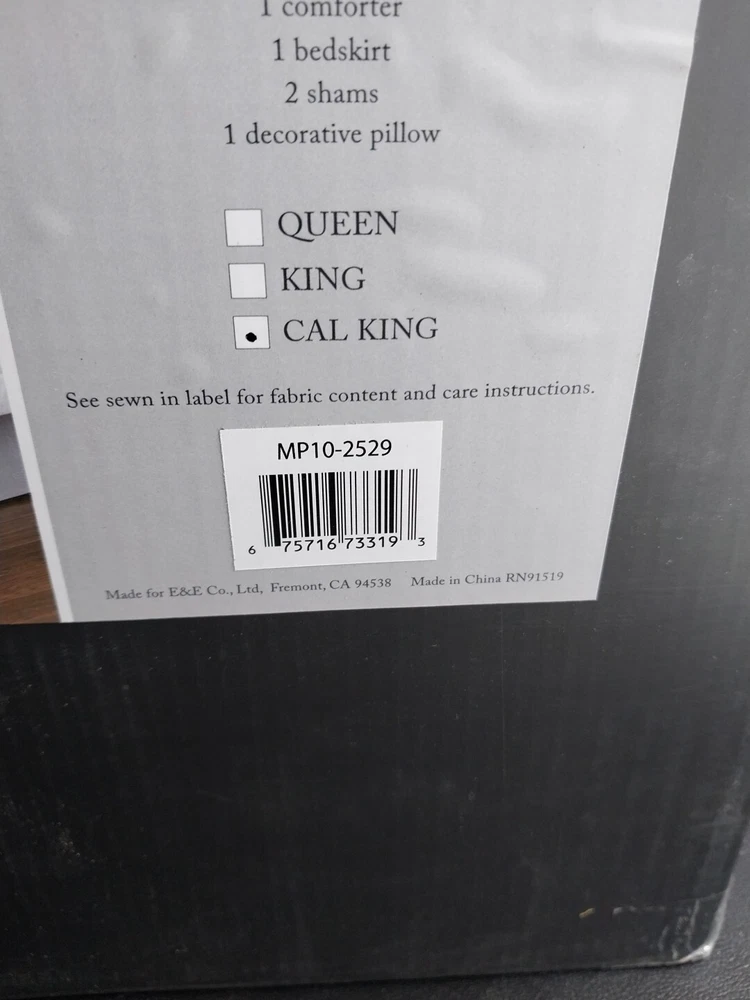 1 comforter
1 bedskirt
2 shams
1 decorative pillow
QUEEN
KING
CAL KING
See sewn in label for fabric content and care instructions.
MP10-2529
6 75716 73319 3
Made for E&E Co., Ltd, Fremont, CA 94538 Made in China RN91519